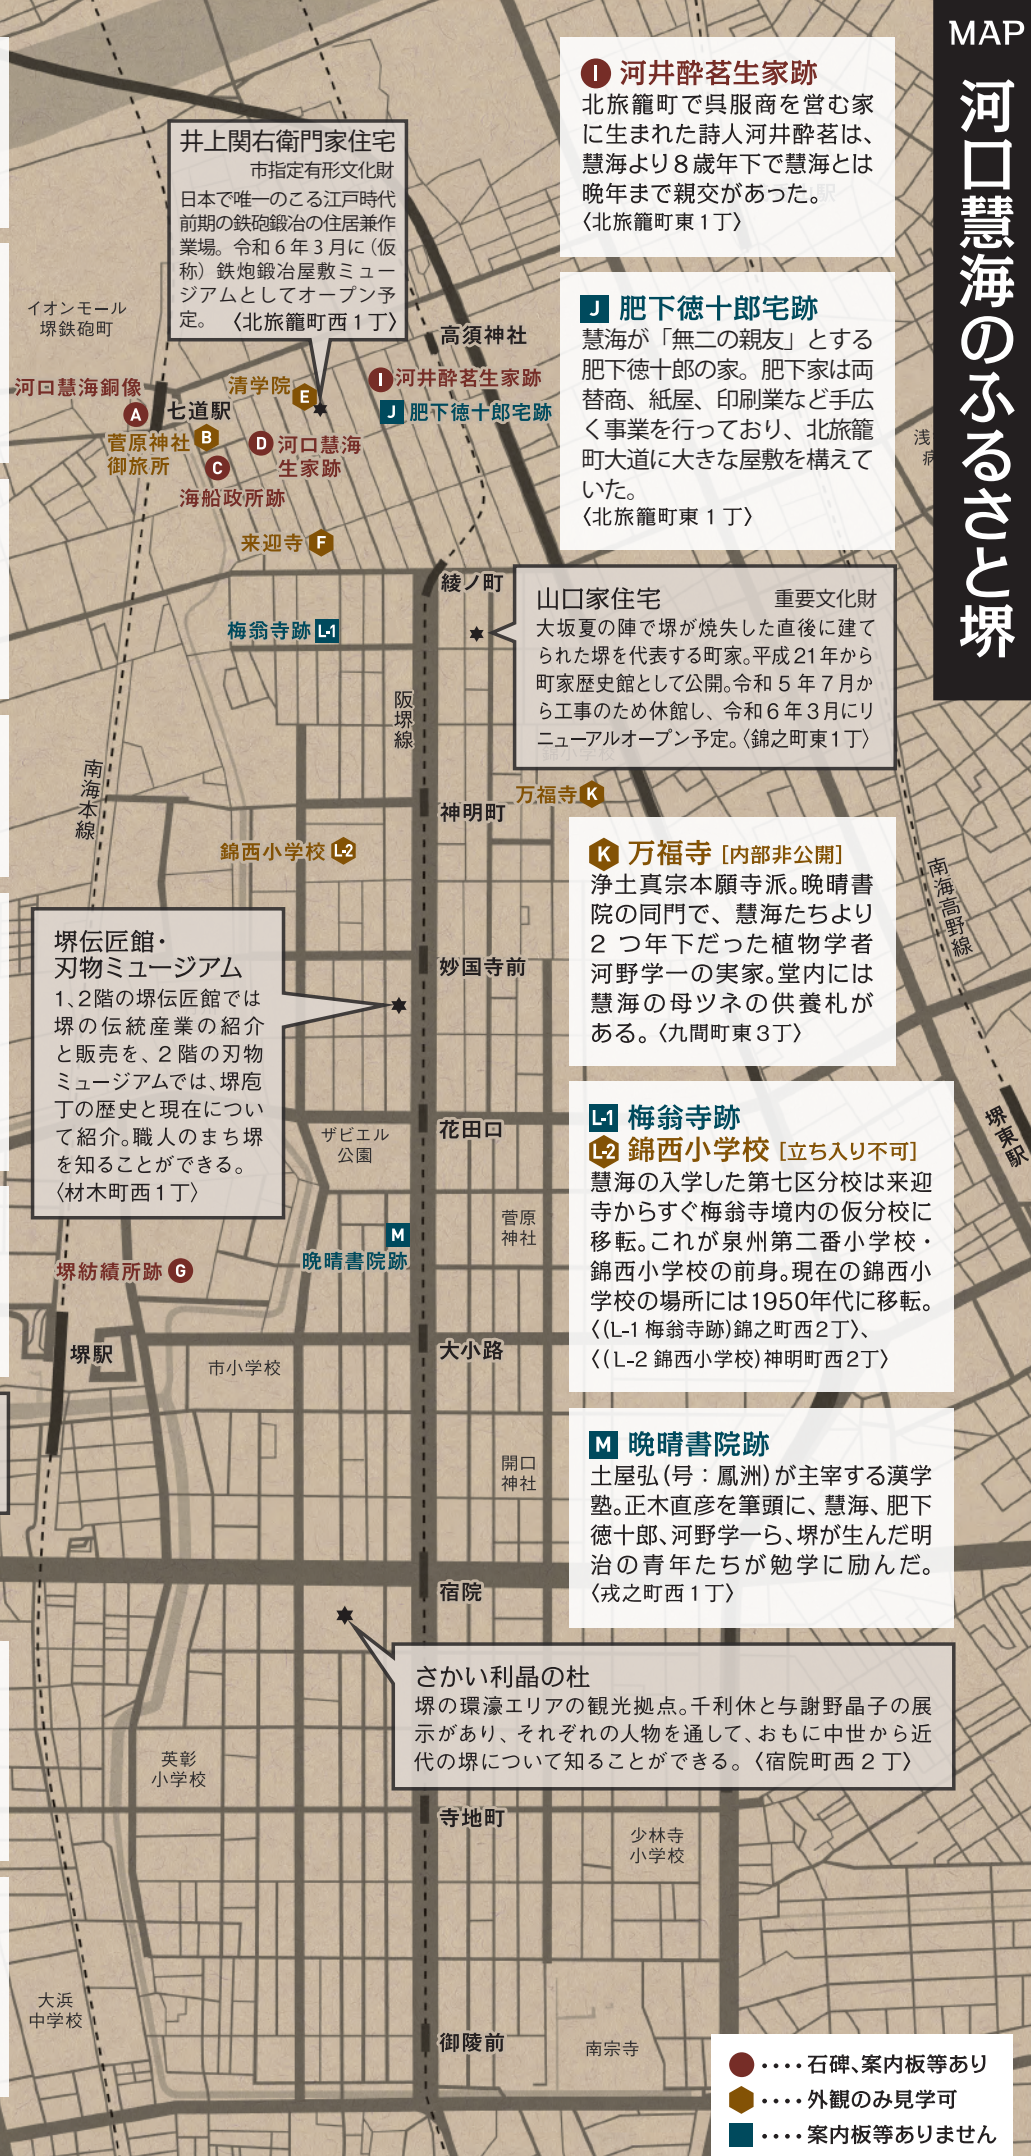 MAP
河口慧海のふるさと堺
I 河井酔茗生家跡
北旅籠町で呉服商を営む家
に生まれた詩人河井酔茗は、
慧海より8歳年下で慧海とは
晩年まで親交があった。
〈北旅籠町東1丁〉
J 肥下徳十郎宅跡
慧海が「無二の親友」とする
肥下徳十郎の家。肥下家は両
替商、紙屋、印刷業など手広
く事業を行っており、北旅籠
町大道に大きな屋敷を構えて
いた。
〈北旅籠町東1丁〉
井上関右衛門家住宅
市指定有形文化財
日本で唯一のこる江戸時代
前期の鉄砲鍛冶の住居兼作
業場。令和6年3月に（仮
称）鉄炮鍛冶屋敷ミュー
ジアムとしてオープン予
定。〈北旅籠町西1丁〉
イオンモール
堺鉄砲町
高須神社
河口慧海銅像
A
七道駅
清学院 E
I 河井酔茗生家跡
J 肥下徳十郎宅跡
菅原神社
御旅所
B
D 河口慧海
生家跡
C
海船政所跡
来迎寺 F
浅
綾ノ町
梅翁寺跡 L-1
阪堺線
山口家住宅 重要文化財
大坂夏の陣で堺が焼失した直後に建て
られた堺を代表する町家。平成21年から
町家歴史館として公開。令和5年7月か
ら工事のため休館し、令和6年3月にリ
ニューアルオープン予定。〈錦之町東1丁〉
南海本線
万福寺 K
神明町
錦西小学校 L-2
K 万福寺［内部非公開］
浄土真宗本願寺派。晩晴書
院の同門で、慧海たちより
2つ年下だった植物学者
河野学一の実家。堂内には
慧海の母ツネの供養札が
ある。〈九間町東3丁〉
南海高野線
堺伝匠館・
刃物ミュージアム
1、2階の堺伝匠館では
堺の伝統産業の紹介
と販売を、2階の刃物
ミュージアムでは、堺庖
丁の歴史と現在につい
て紹介。職人のまち堺
を知ることができる。
〈材木町西1丁〉
妙国寺前
花田口
ザビエル
公園
堺東駅
L-1 梅翁寺跡
L-2 錦西小学校［立ち入り不可］
慧海の入学した第七区分校は来迎
寺からすぐ梅翁寺境内の仮分校に
移転。これが泉州第二番小学校・
錦西小学校の前身。現在の錦西小
学校の場所には1950年代に移転。
〈(L-1 梅翁寺跡)錦之町西2丁〉、
〈(L-2 錦西小学校)神明町西2丁〉
菅原
神社
M
晩晴書院跡
堺紡績所跡 G
堺駅
大小路
市小学校
M 晩晴書院跡
土屋弘(号：鳳洲)が主宰する漢学
塾。正木直彦を筆頭に、慧海、肥下
徳十郎、河野学一ら、堺が生んだ明
治の青年たちが勉学に励んだ。
〈戎之町西1丁〉
開口
神社
宿院
さかい利晶の杜
堺の環濠エリアの観光拠点。千利休と与謝野晶子の展
示があり、それぞれの人物を通して、おもに中世から近
代の堺について知ることができる。〈宿院町西2丁〉
英彰
小学校
寺地町
少林寺
小学校
大浜
中学校
御陵前
南宗寺
‥‥石碑、案内板等あり
‥‥外観のみ見学可
‥‥案内板等ありません